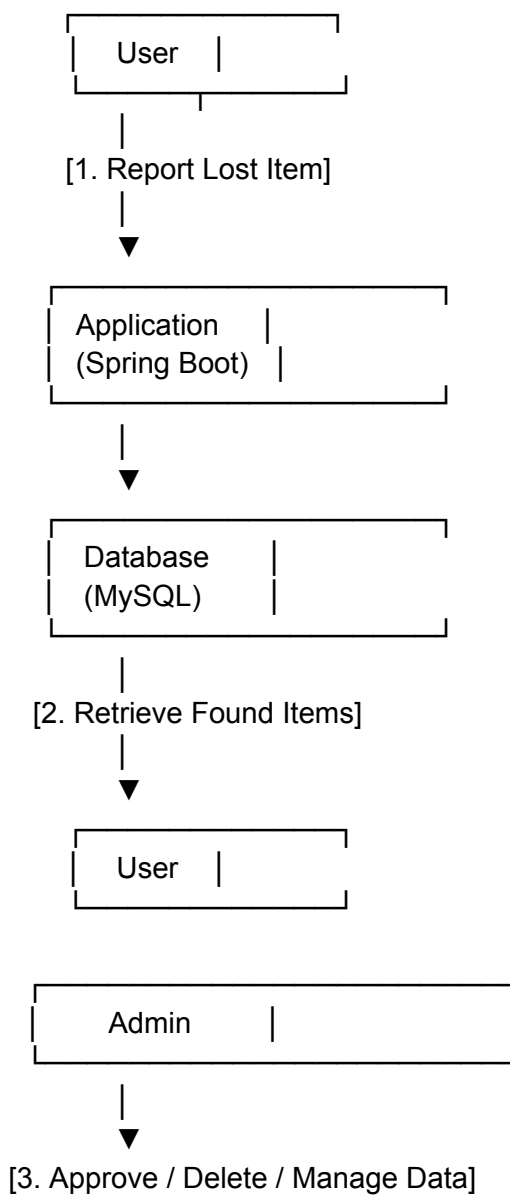 User
[1. Report Lost Item]
Application
(Spring Boot)
Database
(MySQL)
[2. Retrieve Found Items]
User
Admin
[3. Approve / Delete / Manage Data]